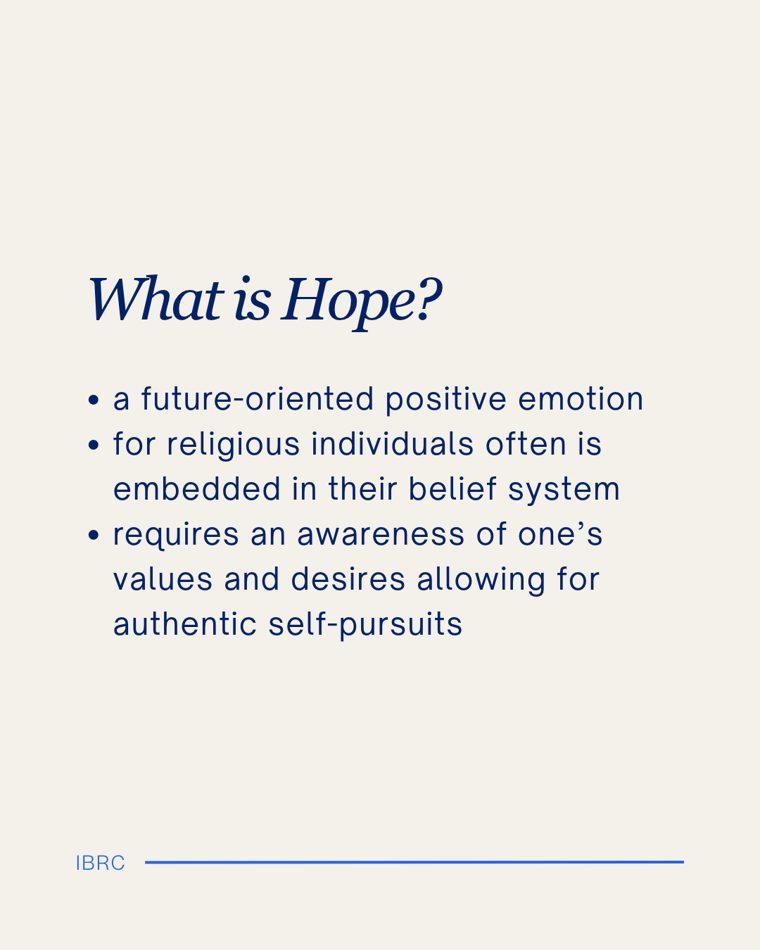 What is Hope?
• a future-oriented positive emotion
• for religious individuals often is
embedded in their belief system
• requires an awareness of one’s
values and desires allowing for
authentic self-pursuits
IBRC